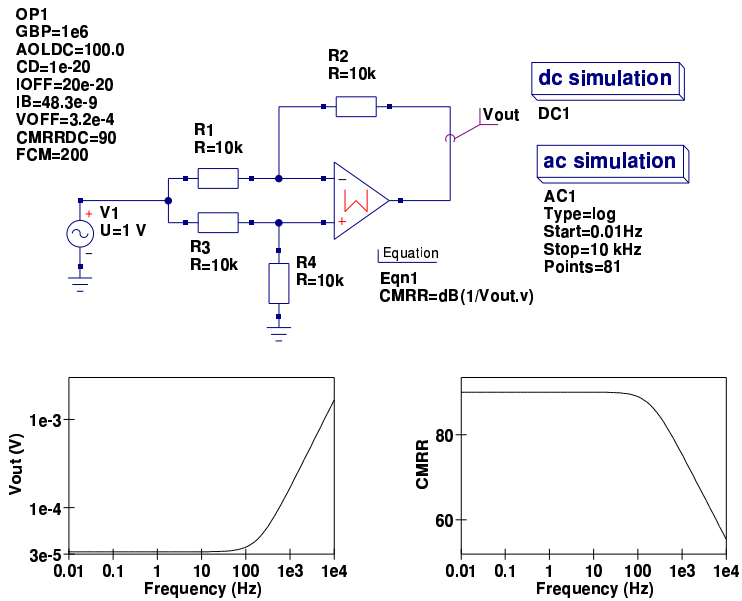 OP1
GBP=1e6
AOLDC=100.0
CD=1e-20
IOFF=20e-20
IB=48.3e-9
VOFF=3.2e-4
CMRRDC=90
FCM=200
R2
R=10k
dc simulation
DC1
Vout
R1
R=10k
−
+
ac simulation
AC1
Type=log
Start=0.01Hz
Stop=10 kHz
Points=81
+
V1
U=1 V
−
R3
R=10k
R4
R=10k
Equation
Eqn1
CMRR=dB(1/Vout.v)
Vout (V)
1e-3
1e-4
3e-5
0.01 0.1 1 10 100 1e3 1e4
Frequency (Hz)
CMRR
80
60
0.01 0.1 1 10 100 1e3 1e4
Frequency (Hz)